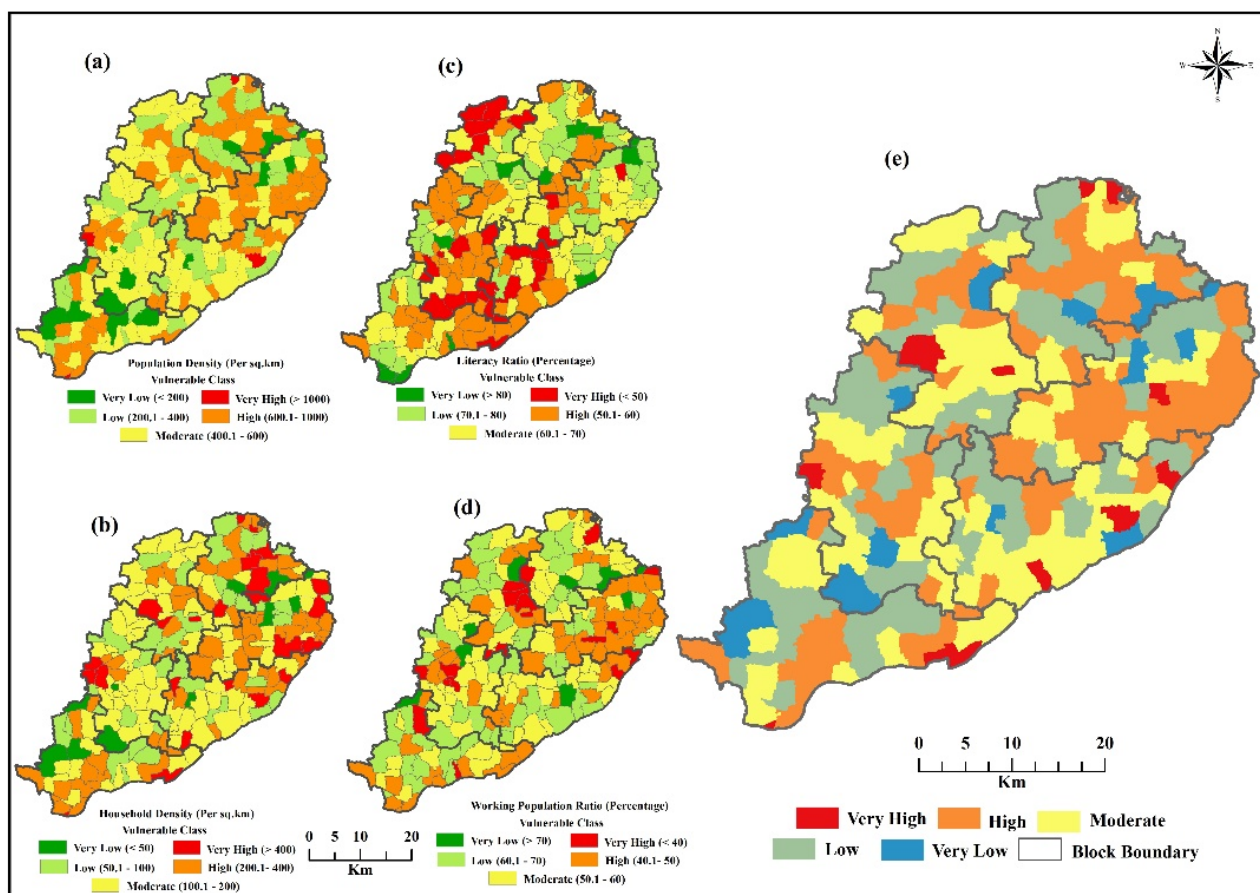 N
W E
S
(a)
(c)
(e)
Population Density (Per sq.km)
Vulnerable Class
Very Low (< 200) Very High (> 1000)
Low (200.1 - 400) High (600.1- 1000)
Moderate (400.1 - 600)
Literacy Ratio (Percentage)
Vulnerable Class
Very Low (> 80) Very High (< 50)
Low (70.1 - 80) High (50.1- 60)
Moderate (60.1 - 70)
(b)
(d)
Household Density (Per sq.km)
Vulnerable Class
Very Low (< 50) Very High (> 400)
Low (50.1 - 100) High (200.1- 400)
Moderate (100.1 - 200)
0 5 10 20
Km
Working Population Ratio (Percentage)
Vulnerable Class
Very Low (> 70) Very High (< 40)
Low (60.1 - 70) High (40.1- 50)
Moderate (50.1 - 60)
0 5 10 20
Km
Very High High Moderate
Low Very Low Block Boundary